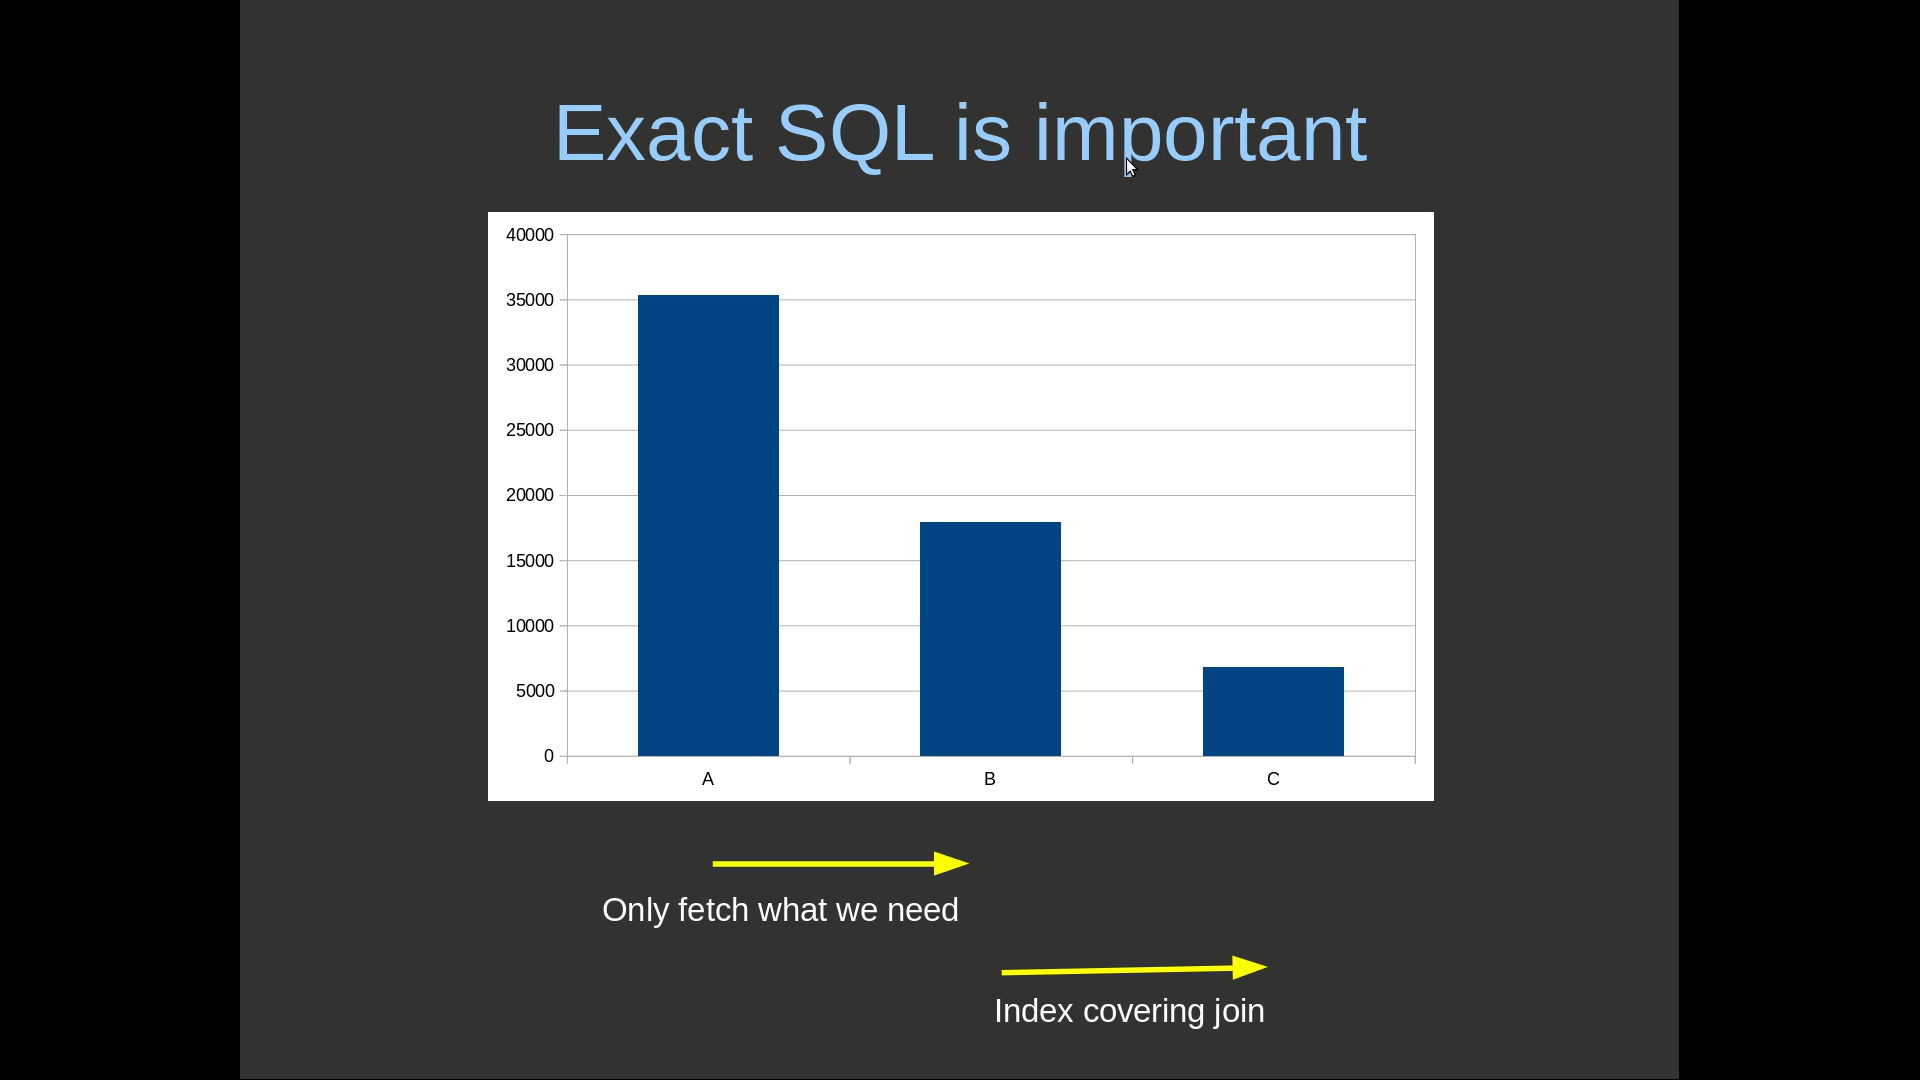 Exact SQL is important
40000
35000
30000
25000
20000
15000
10000
5000
0
A B C
Only fetch what we need
Index covering join